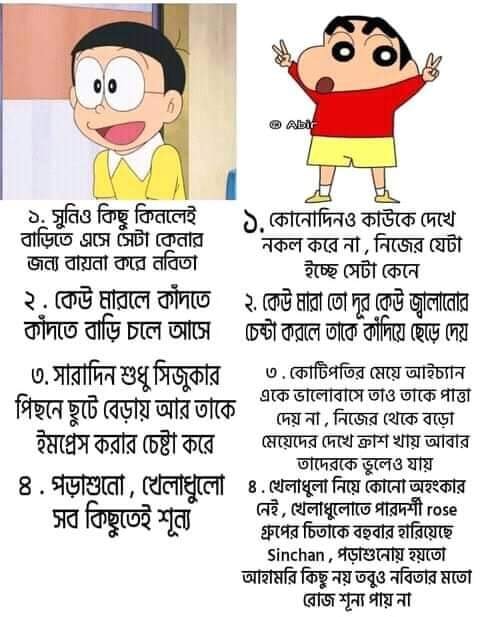 © Abir
১. সুনিও কিছু কিনলেই
বাড়িতে এসে সেটা কেনার
জন্য বায়না করে নবিতা
২. কেউ মারলে কাঁদতে
কাঁদতে বাড়ি চলে আসে
৩. সারাদিন শুধু সিজুকার
পিছনে ছুটে বেড়ায় আর তাকে
ইমপ্রেস করার চেষ্টা করে
৪. পড়াশুনো, খেলাধুলো
সব কিছুতেই শূন্য
১. কোনোদিনও কাউকে দেখে
নকল করে না, নিজের যেটা
ইচ্ছে সেটা কেনে
২. কেউ মারা তো দূর কেউ জ্বালানোর
চেষ্টা করলে তাকে কাঁদিয়ে ছেড়ে দেয়
৩. কোটিপতির মেয়ে আইচ্যান
একে ভালোবাসে তাও তাকে পাত্তা
দেয় না, নিজের থেকে বড়ো
মেয়েদের দেখে ক্রাশ খায় আবার
তাদেরকে ভুলেও যায়
৪. খেলাধুলা নিয়ে কোনো অহংকার
নেই, খেলাধুলোতে পারদর্শী rose
গ্রুপের চিতাকে বহুবার হারিয়েছে
Sinchan, পড়াশুনোয় হয়তো
আহামরি কিছু নয় তবুও নবিতার মতো
রোজ শূন্য পায় না